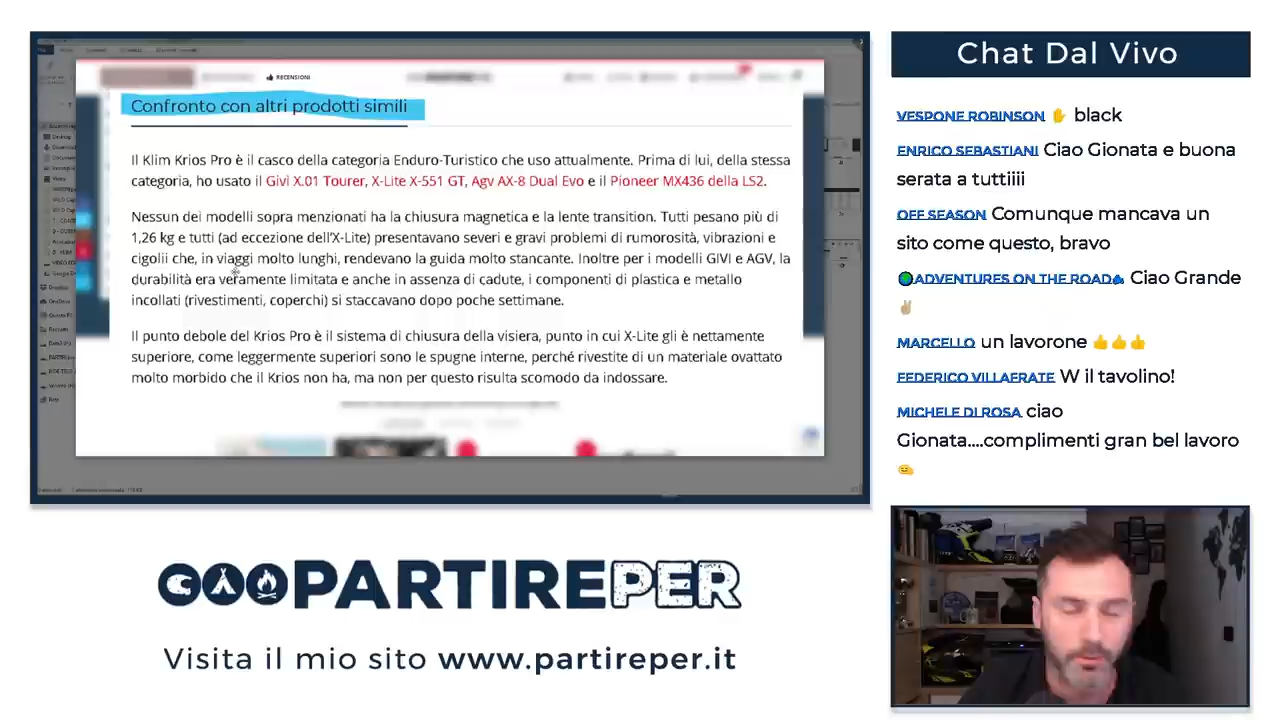 RECENSIONI
Confronto con altri prodotti simili
Il Klim Krios Pro è il casco della categoria Enduro-Turistico che uso attualmente. Prima di lui, della stessa
categoria, ho usato il Givi X.01 Tourer, X-Lite X-551 GT, Agv AX-8 Dual Evo e il Pioneer MX436 della LS2.
Nessun dei modelli sopra menzionati ha la chiusura magnetica e la lente transition. Tutti pesano più di
1,26 kg e tutti (ad eccezione dell'X-Lite) presentavano severi e gravi problemi di rumorosità, vibrazioni e
cigolii che, in viaggi molto lunghi, rendevano la guida molto stancante. Inoltre per i modelli GIVI e AGV, la
durabilità era veramente limitata e anche in assenza di cadute, i componenti di plastica e metallo
incollati (rivestimenti, coperchi) si staccavano dopo poche settimane.
Il punto debole del Krios Pro è il sistema di chiusura della visiera, punto in cui X-Lite gli è nettamente
superiore, come leggermente superiori sono le spugne interne, perché rivestite di un materiale ovattato
molto morbido che il Krios non ha, ma non per questo risulta scomodo da indossare.
PARTIREPER
Visita il mio sito www.partireper.it
Chat Dal Vivo
VESPONE ROBINSON ✋ black
ENRICO SEBASTIANI Ciao Gionata e buona
serata a tuttiiii
OFF SEASON Comunque mancava un
sito come questo, bravo
ADVENTURES ON THE ROAD Ciao Grande
✌🏼
MARCELLO un lavorone 👍👍👍
FEDERICO VILLAFRATE W il tavolino!
MICHELE DI ROSA ciao
Gionata....complimenti gran bel lavoro